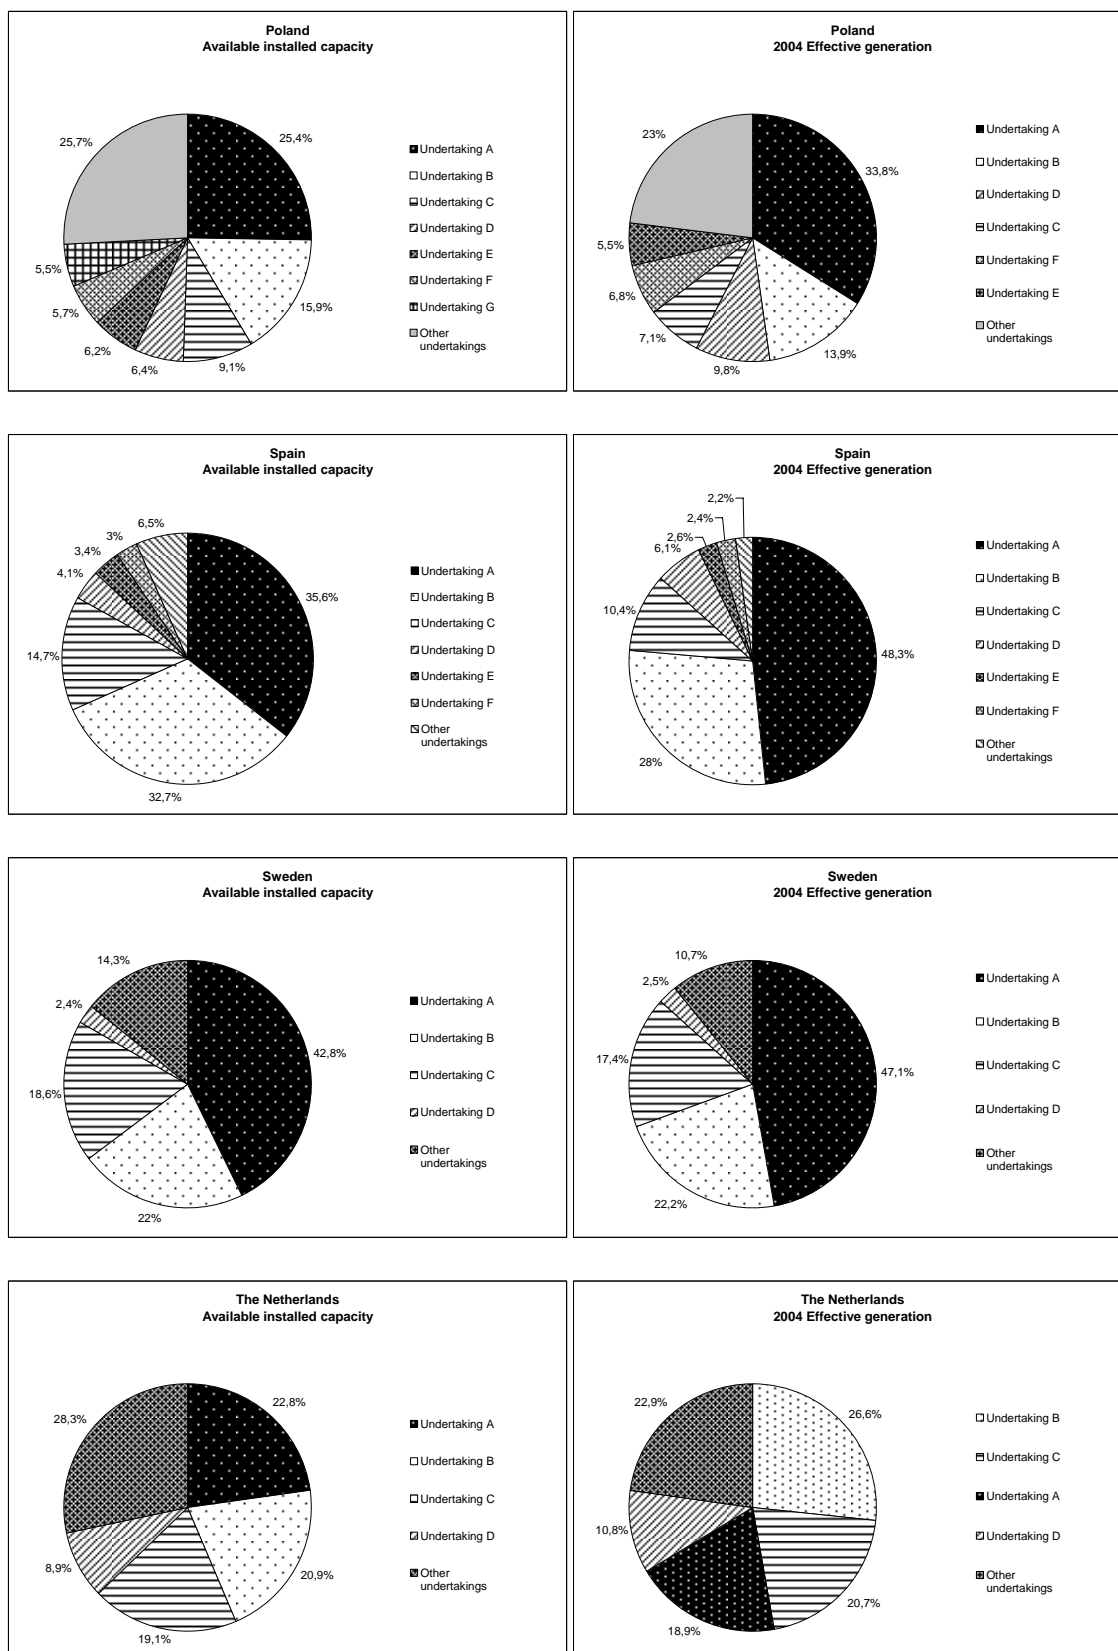 Poland
Available installed capacity
25,4%
15,9%
9,1%
6,4%
6,2%
5,7%
5,5%
25,7%
Undertaking A
Undertaking B
Undertaking C
Undertaking D
Undertaking E
Undertaking F
Undertaking G
Other
undertakings
Poland
2004 Effective generation
33,8%
13,9%
9,8%
7,1%
6,8%
5,5%
23%
Undertaking A
Undertaking B
Undertaking D
Undertaking C
Undertaking F
Undertaking E
Other
undertakings
Spain
Available installed capacity
35,6%
32,7%
14,7%
4,1%
3,4%
3%
6,5%
Undertaking A
Undertaking B
Undertaking C
Undertaking D
Undertaking E
Undertaking F
Other
undertakings
Spain
2004 Effective generation
48,3%
28%
10,4%
6,1%
2,6%
2,4%
2,2%
Undertaking A
Undertaking B
Undertaking C
Undertaking D
Undertaking E
Undertaking F
Other
undertakings
Sweden
Available installed capacity
42,8%
22%
18,6%
2,4%
14,3%
Undertaking A
Undertaking B
Undertaking C
Undertaking D
Other
undertakings
Sweden
2004 Effective generation
47,1%
22,2%
17,4%
2,5%
10,7%
Undertaking A
Undertaking B
Undertaking C
Undertaking D
Other
undertakings
The Netherlands
Available installed capacity
22,8%
20,9%
19,1%
8,9%
28,3%
Undertaking A
Undertaking B
Undertaking C
Undertaking D
Other
undertakings
The Netherlands
2004 Effective generation
26,6%
20,7%
18,9%
10,8%
22,9%
Undertaking B
Undertaking C
Undertaking A
Undertaking D
Other
undertakings